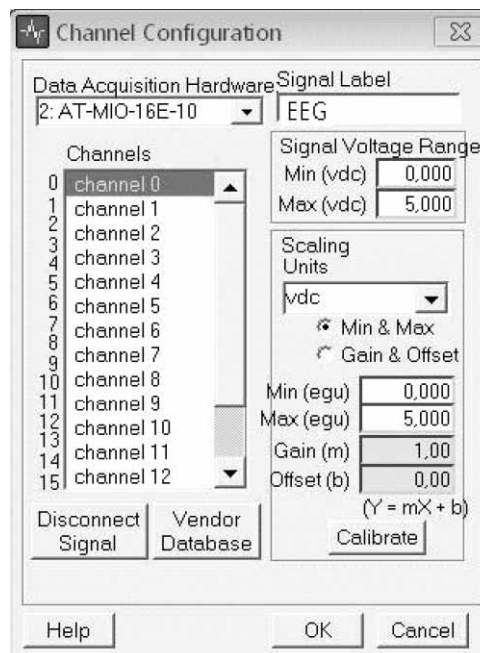 Channel Configuration
Data Acquisition Hardware
2: AT-MIO-16E-10
Signal Label
EEG
Channels
0
1
2
3
4
5
6
7
8
9
10
11
12
13
14
15
channel 0
channel 1
channel 2
channel 3
channel 4
channel 5
channel 6
channel 7
channel 8
channel 9
channel 10
channel 11
channel 12
Disconnect
Signal
Vendor
Database
Signal Voltage Range
Min (vdc) 0,000
Max (vdc) 5,000
Scaling
Units
vdc
Min & Max
Gain & Offset
Min (egu) 0,000
Max (egu) 5,000
Gain (m) 1,00
Offset (b) 0,00
(Y = mX + b)
Calibrate
Help
OK
Cancel